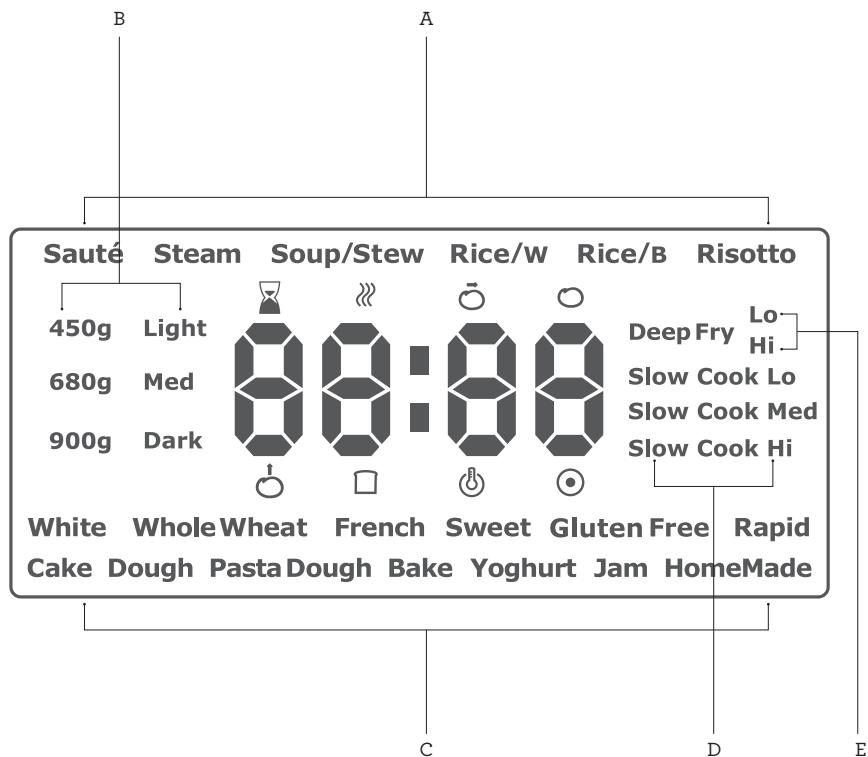 B A
Sauté Steam Soup/Stew Rice/W Rice/B Risotto
450g Light
680g Med
900g Dark
88:88
Deep Fry Lo
Hi
Slow Cook Lo
Slow Cook Med
Slow Cook Hi
White Whole Wheat French Sweet Gluten Free Rapid
Cake Dough Pasta Dough Bake Yoghurt Jam HomeMade
C D E